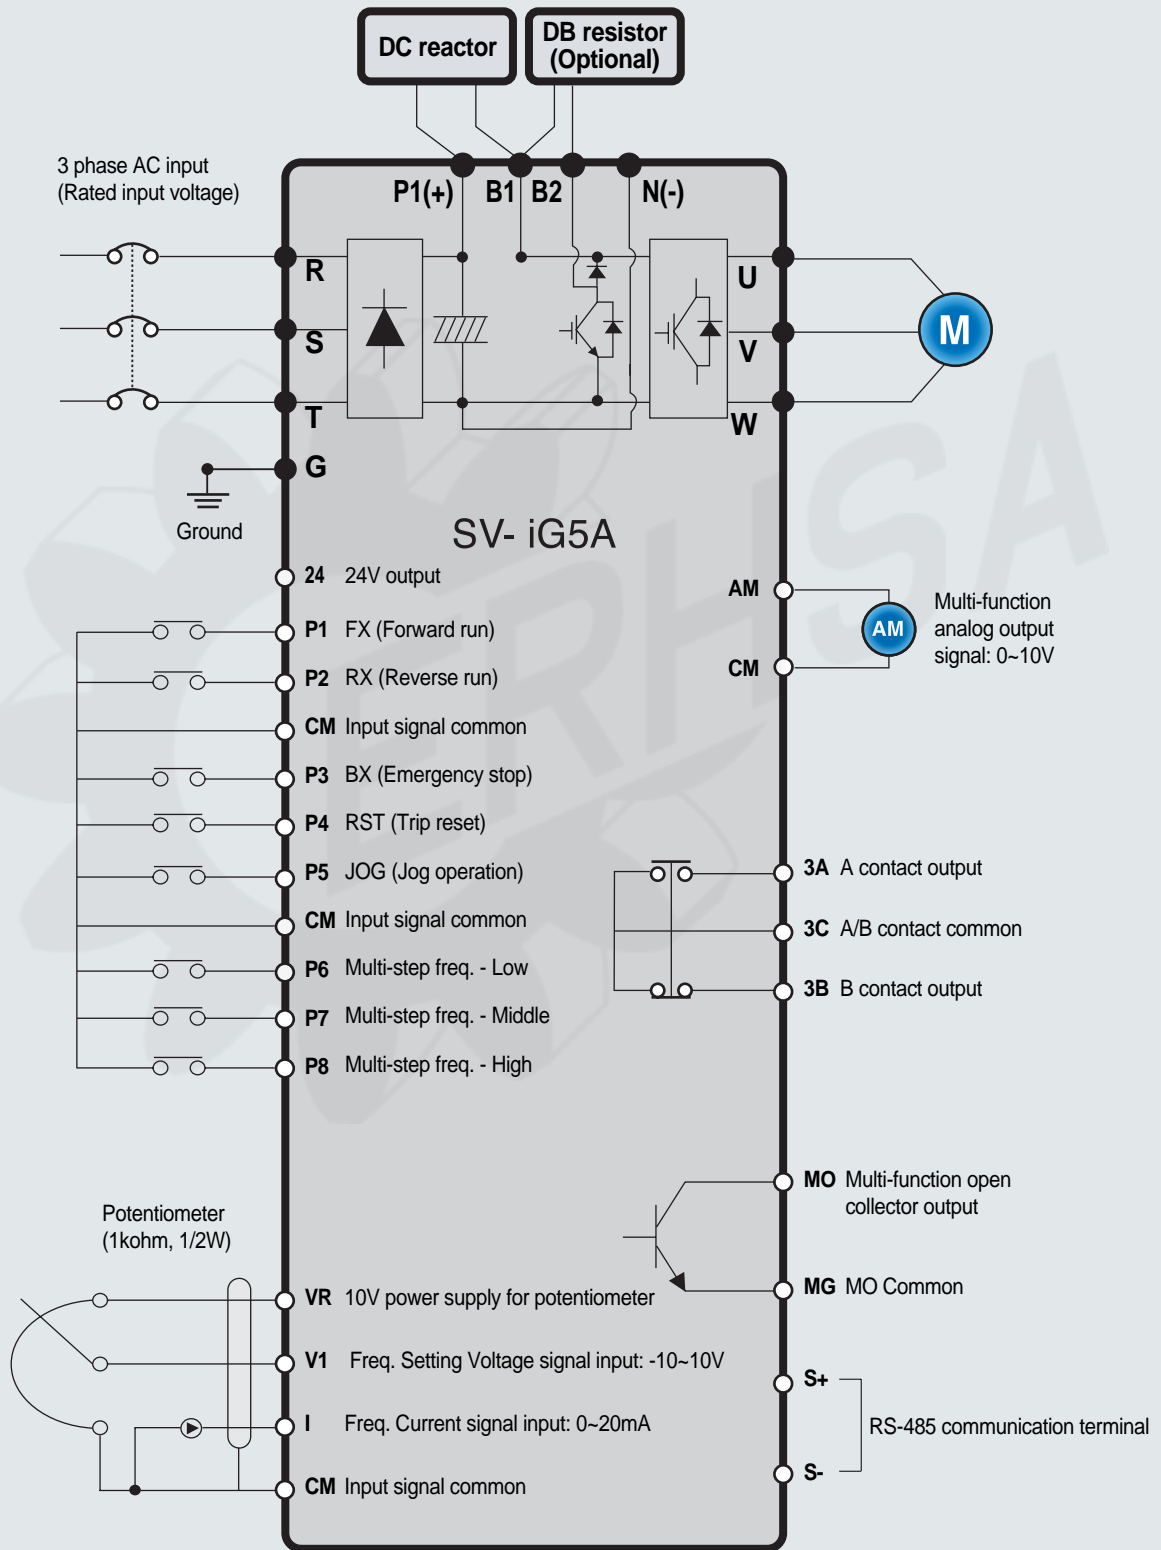 DC reactor
DB resistor
(Optional)
3 phase AC input
(Rated input voltage)
P1(+)
B1
B2
N(-)
R
S
T
G
U
V
W
M
Ground
SV- iG5A
24 24V output
P1 FX (Forward run)
P2 RX (Reverse run)
CM Input signal common
P3 BX (Emergency stop)
P4 RST (Trip reset)
P5 JOG (Jog operation)
CM Input signal common
P6 Multi-step freq. - Low
P7 Multi-step freq. - Middle
P8 Multi-step freq. - High
AM
CM
AM
Multi-function
analog output
signal: 0~10V
3A A contact output
3C A/B contact common
3B B contact output
MO Multi-function open
collector output
MG MO Common
Potentiometer
(1kohm, 1/2W)
VR 10V power supply for potentiometer
V1 Freq. Setting Voltage signal input: -10~10V
I Freq. Current signal input: 0~20mA
CM Input signal common
S+
S-
RS-485 communication terminal
ERHSA